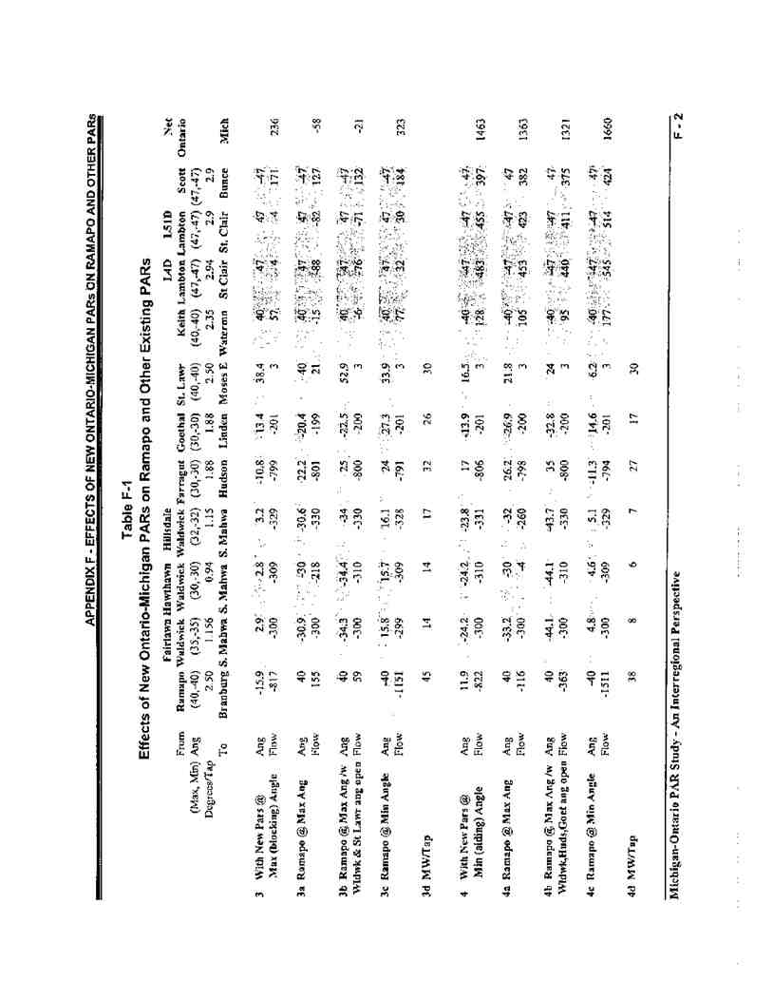 APPENDIX F - EFFECTS OF NEW ONTARIO-MICHIGAN PARs ON RAMAPO AND OTHER PARs
Table F-1
Effects of New Ontario-Michigan PARs on Ramapo and Other Existing PARs
Fairlawn Hawthawn Hillsdale L4D L51D Net
From Ramapo Waldwick Waldwick Waldwick Farragut Goethal St. Lawr Keith Lambton Lambton Scott Ontario
(Max, Min) Ang (40,-40) (35,-35) (30,-30) (32,-32) (30,-30) (30,-30) (40,-40) (40,-40) (47,-47) (47,-47) (47,-47)
Degrees/Tap 2.50 1.156 0.94 1.15 1.88 1.88 2.50 2.35 2.94 2.9 2.9
To Branburg S. Mahwa S. Mahwa S. Mahwa Hudson Linden Moses E Watermn St Clair St. Clair Bunce Mich
3 With New Pars @ Ang -15.9 2.9 -2.8 3.2 -10.8 13.4 38.4 40 47 47 -47
Max (blocking) Angle Flow -817 -300 -309 -329 -799 -201 3 57 4 171 236
3a Ramapo @ Max Ang Ang 40 -30.9 -30 -30.6 22.2 -20.4 -40 40 47 47 -47
Flow 155 -300 -218 -330 -801 -199 21 -15 -88 -82 127 -58
3b Ramapo @ Max Ang /w Ang 40 -34.3 -34.4 -34 25 -22.5 52.9 40 47 47 -47
Wldwk & St Lawr ang open Flow 59 -300 -310 -330 -800 -200 3 -6 -76 -71 132 -21
3c Ramapo @ Min Angle Ang -40 15.8 15.7 16.1 24 27.3 33.9 40 47 47 -47
Flow -1151 -299 -309 -328 -791 -201 3 77 32 30 184 323
3d MW/Tap 45 14 14 17 32 26 30
4 With New Pars @ Ang 11.9 -24.2 -24.2 -23.8 17 -13.9 16.5 -40 -47 -47 47
Min (aiding) Angle Flow -822 -300 -310 -331 -806 -201 3 128 483 455 397 1463
4a Ramapo @ Max Ang Ang 40 -33.2 -30 -32 26.2 -26.9 21.8 -40 -47 -47 47
Flow -116 -300 -4 -260 -798 -200 3 105 453 423 382 1363
4b Ramapo @ Max Ang /w Ang 40 -44.1 -44.1 -43.7 35 -32.8 24 -40 -47 -47 47
Wldwk,Huds,Goet ang open Flow -363 -300 -310 -330 -800 -200 3 95 440 411 375 1321
4c Ramapo @ Min Angle Ang -40 4.8 4.6 5.1 -11.3 14.6 6.2 -40 -47 -47 47
Flow -1511 -300 -309 -329 -794 -201 3 177 545 514 424 1660
4d MW/Tap 38 8 6 7 27 17 30
Michigan-Ontario PAR Study - An Interregional Perspective F - 2